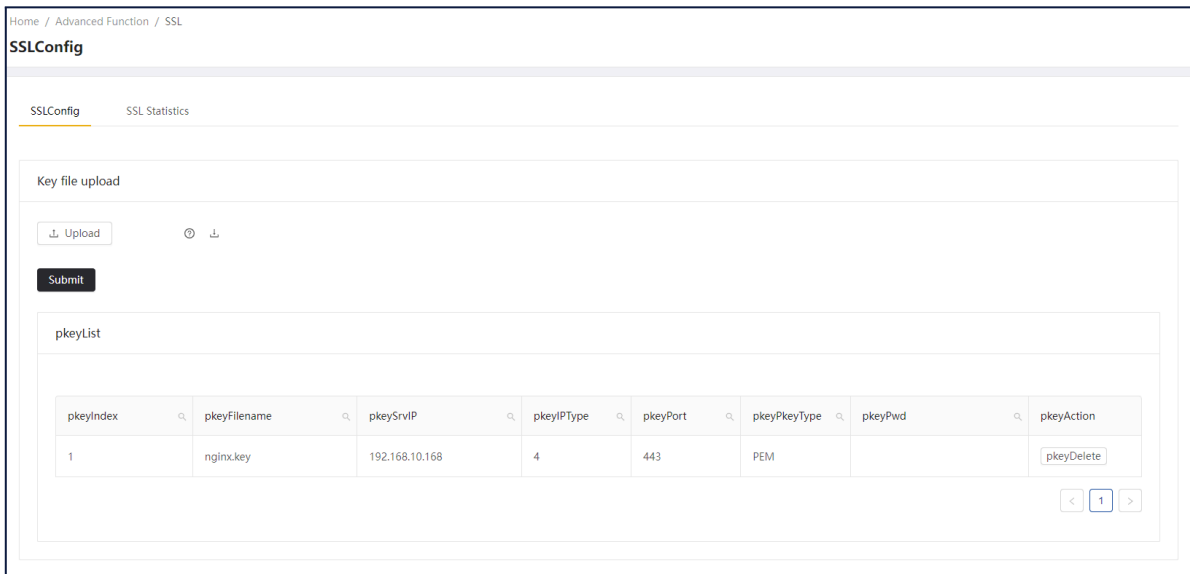 Home / Advanced Function / SSL
SSLConfig
SSLConfig SSL Statistics
Key file upload
Upload
Submit
pkeyList
pkeyIndex pkeyFilename pkeySrvIP pkeyIPType pkeyPort pkeyPkeyType pkeyPwd pkeyAction
1 nginx.key 192.168.10.168 4 443 PEM pkeyDelete
< 1 >